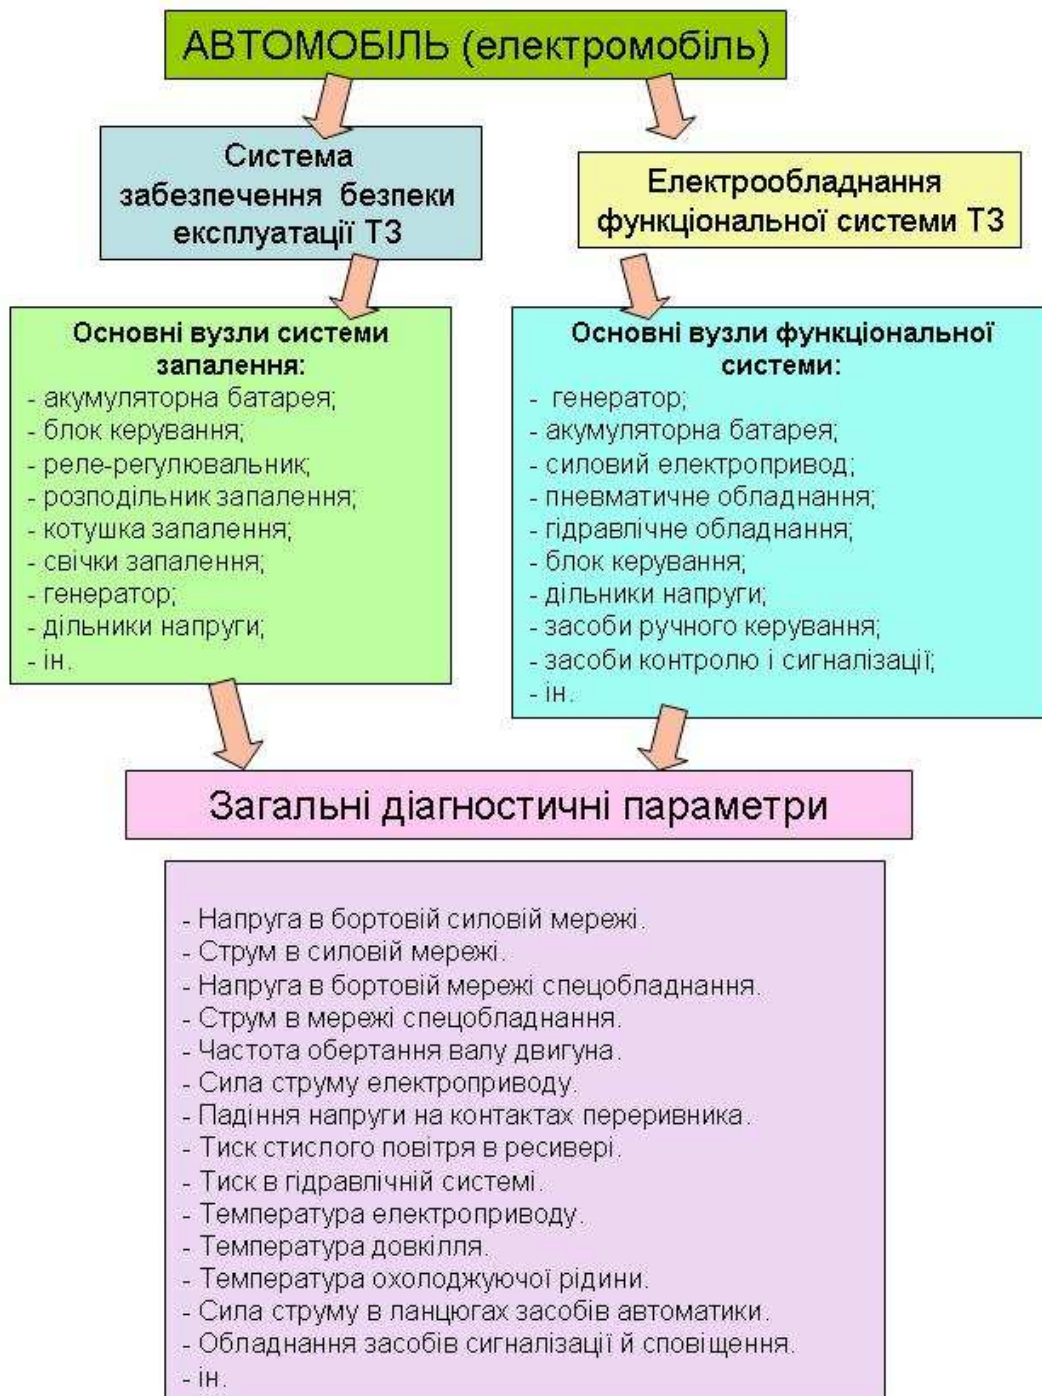 АВТОМОБІЛЬ (електромобіль)
Система
забезпечення безпеки
експлуатації ТЗ
Електрообладнання
функціональної системи ТЗ
Основні вузли системи
запалення:
- акумуляторна батарея;
- блок керування;
- реле-регулювальник;
- розподільник запалення;
- котушка запалення;
- свічки запалення;
- генератор;
- дільники напруги;
- ін.
Основні вузли функціональної
системи:
- генератор;
- акумуляторна батарея;
- силовий електропривод;
- пневматичне обладнання;
- гідравлічне обладнання;
- блок керування;
- дільники напруги;
- засоби ручного керування;
- засоби контролю і сигналізації;
- ін.
Загальні діагностичні параметри
- Напруга в бортовій силовій мережі.
- Струм в силовій мережі.
- Напруга в бортовій мережі спецобладнання.
- Струм в мережі спецобладнання.
- Частота обертання валу двигуна.
- Сила струму електроприводу.
- Падіння напруги на контактах переривника.
- Тиск стислого повітря в ресивері.
- Тиск в гідравлічній системі.
- Температура електроприводу.
- Температура довкілля.
- Температура охолоджуючої рідини.
- Сила струму в ланцюгах засобів автоматики.
- Обладнання засобів сигналізації й сповіщення.
- ін.